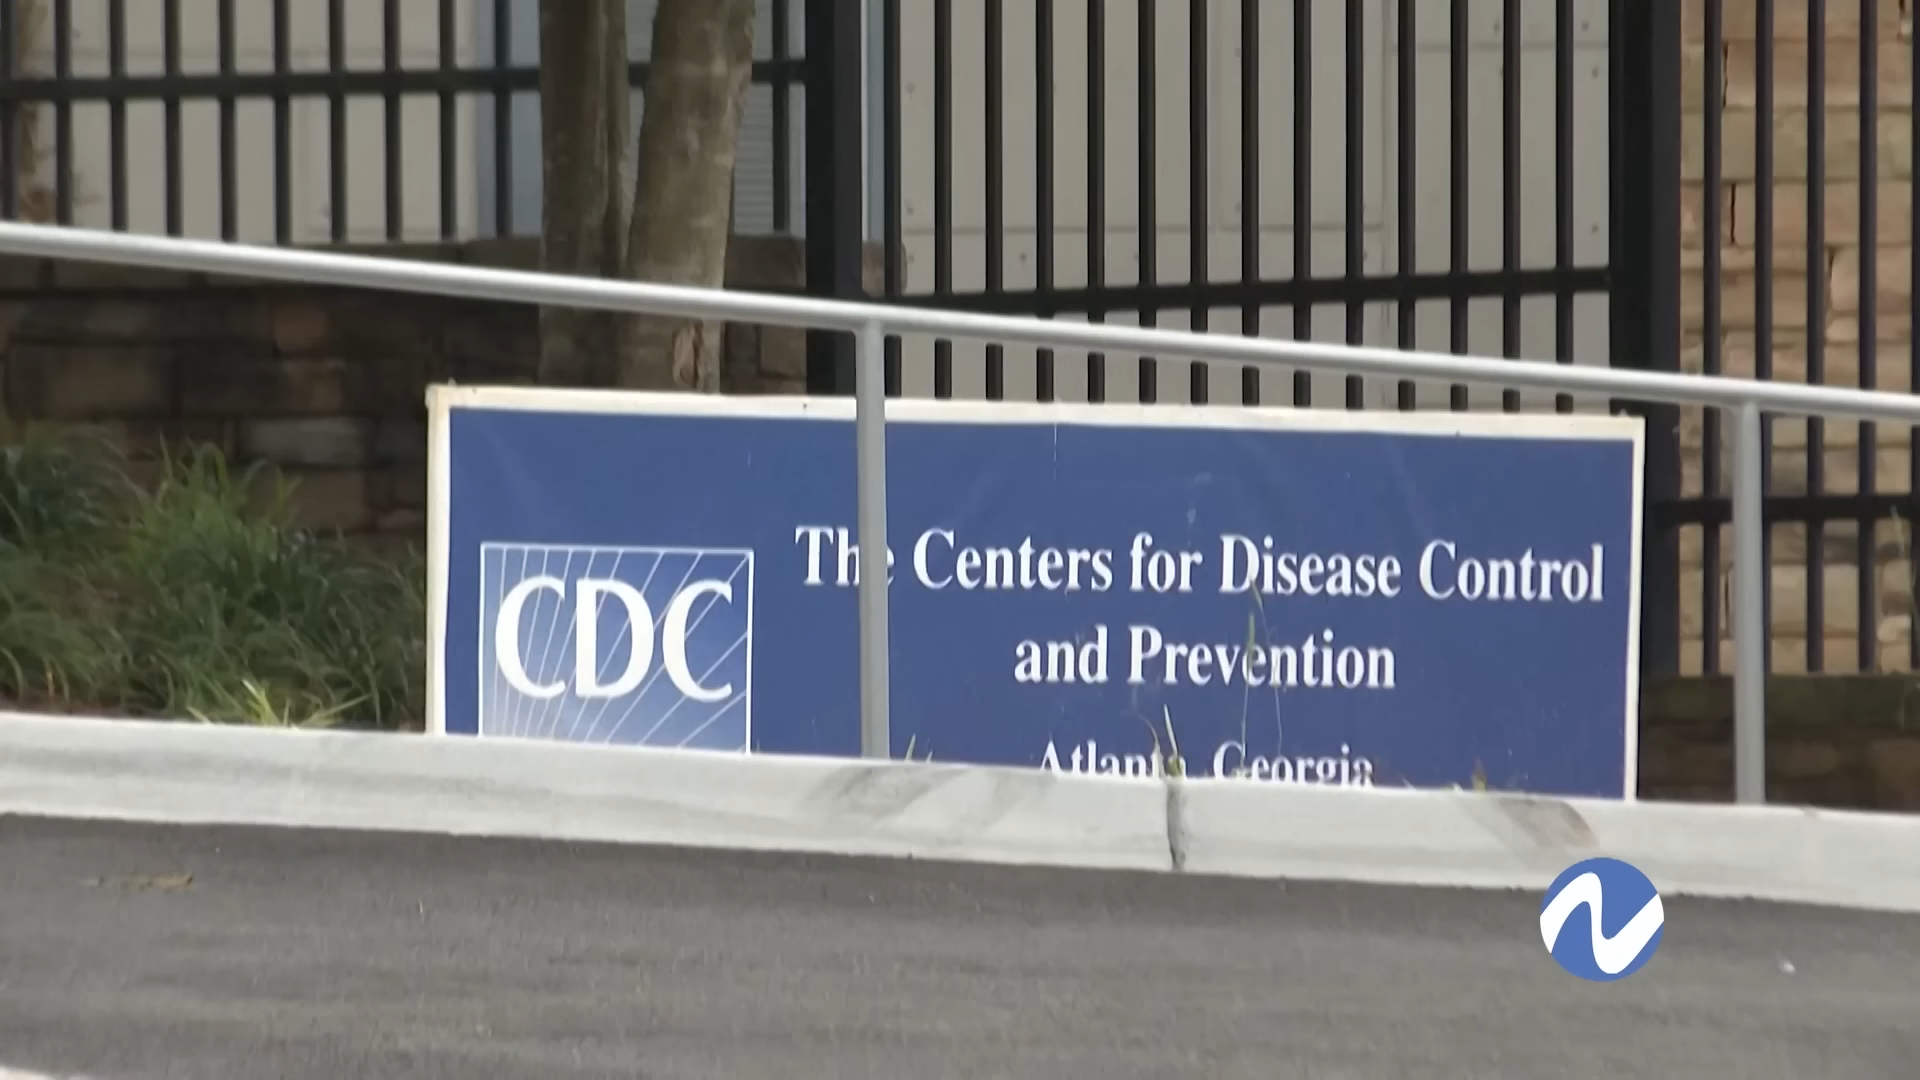 CDC
The Centers for Disease Control
and Prevention
Atlanta, Georgia